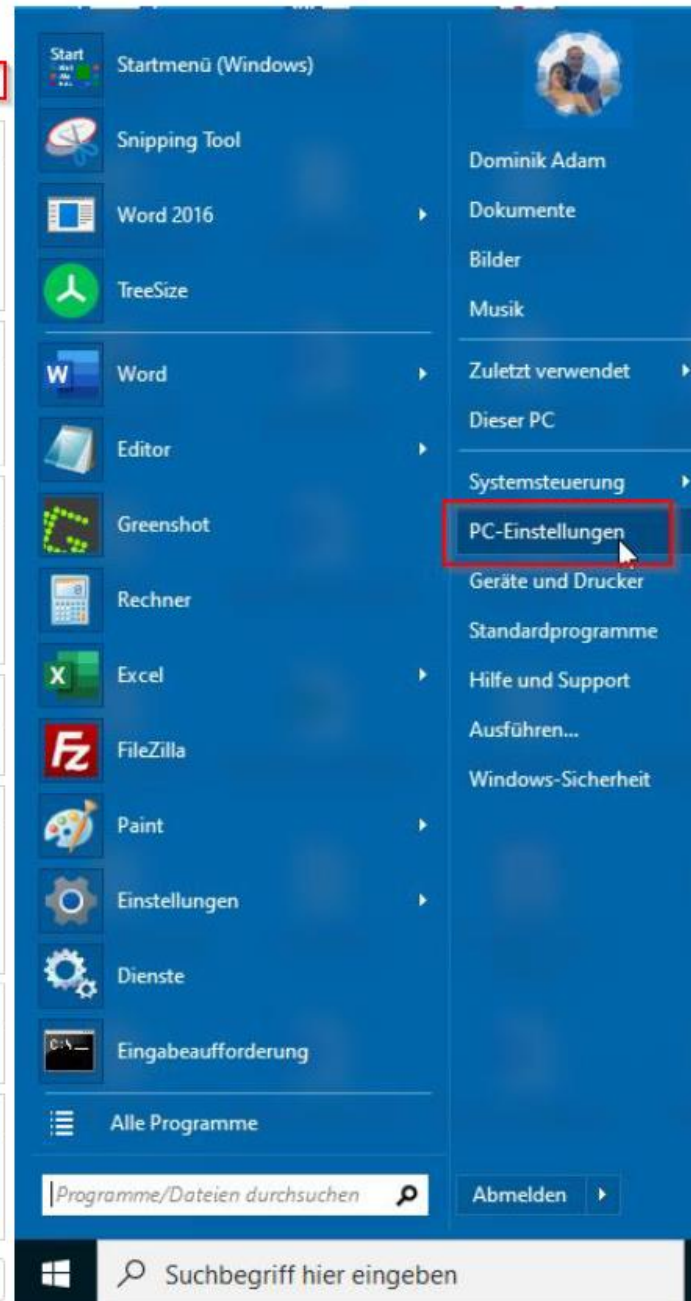 Start
Startmenü (Windows)
Snipping Tool
Word 2016
TreeSize
W
Word
Editor
Greenshot
Rechner
X
Excel
Fz
FileZilla
Paint
Einstellungen
Dienste
C:\_
Eingabeaufforderung
Alle Programme
Programme/Dateien durchsuchen
Dominik Adam
Dokumente
Bilder
Musik
Zuletzt verwendet
Dieser PC
Systemsteuerung
PC-Einstellungen
Geräte und Drucker
Standardprogramme
Hilfe und Support
Ausführen...
Windows-Sicherheit
Abmelden
Suchbegriff hier eingeben